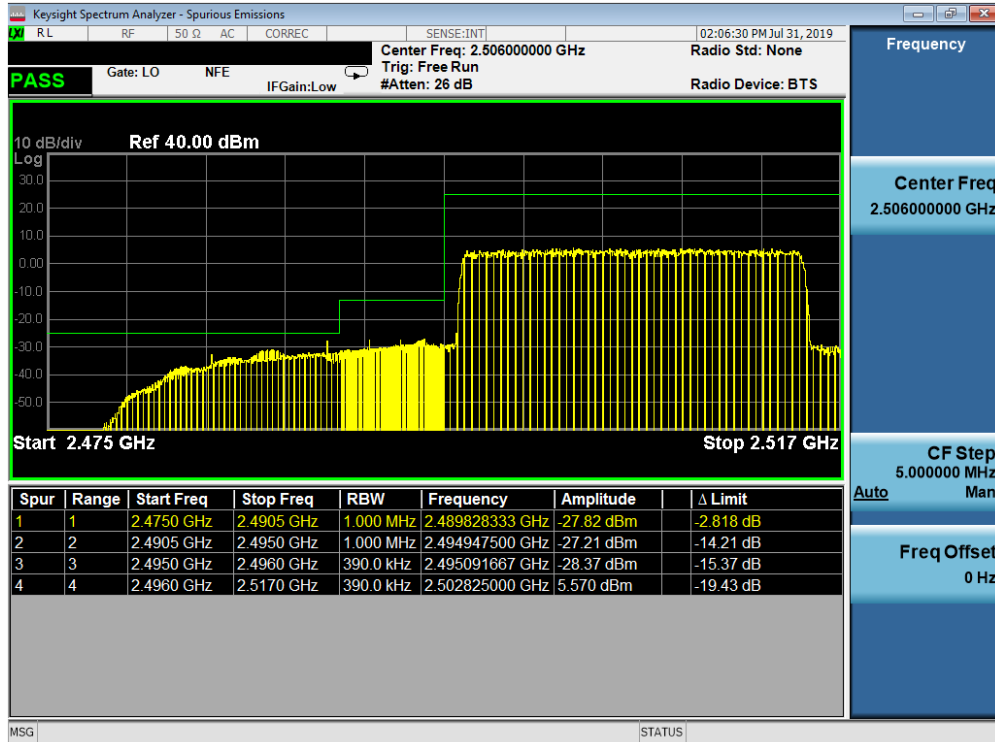 Keysight Spectrum Analyzer - Spurious Emissions
LXI RL RF 50 Ω AC CORREC SENSE:INT 02:06:30 PM Jul 31, 2019
Center Freq: 2.506000000 GHz Radio Std: None
PASS Gate: LO NFE Trig: Free Run
IFGain:Low #Atten: 26 dB Radio Device: BTS
10 dB/div Ref 40.00 dBm
Log
30.0
20.0
10.0
0.00
-10.0
-20.0
-30.0
-40.0
-50.0
Start 2.475 GHz Stop 2.517 GHz
Spur Range Start Freq Stop Freq RBW Frequency Amplitude Δ Limit
1 1 2.4750 GHz 2.4905 GHz 1.000 MHz 2.489828333 GHz -27.82 dBm -2.818 dB
2 2 2.4905 GHz 2.4950 GHz 1.000 MHz 2.494947500 GHz -27.21 dBm -14.21 dB
3 3 2.4950 GHz 2.4960 GHz 390.0 kHz 2.495091667 GHz -28.37 dBm -15.37 dB
4 4 2.4960 GHz 2.5170 GHz 390.0 kHz 2.502825000 GHz 5.570 dBm -19.43 dB
MSG STATUS
Frequency
Center Freq
2.506000000 GHz
CF Step
5.000000 MHz
Auto Man
Freq Offset
0 Hz